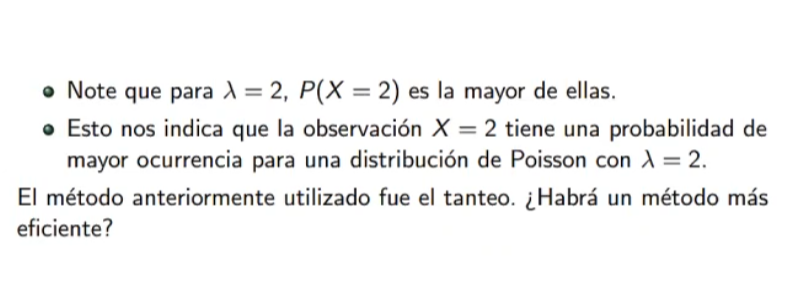 • Note que para λ = 2, P(X = 2) es la mayor de ellas.
• Esto nos indica que la observación X = 2 tiene una probabilidad de
mayor ocurrencia para una distribución de Poisson con λ = 2.
El método anteriormente utilizado fue el tanteo. ¿Habrá un método más
eficiente?